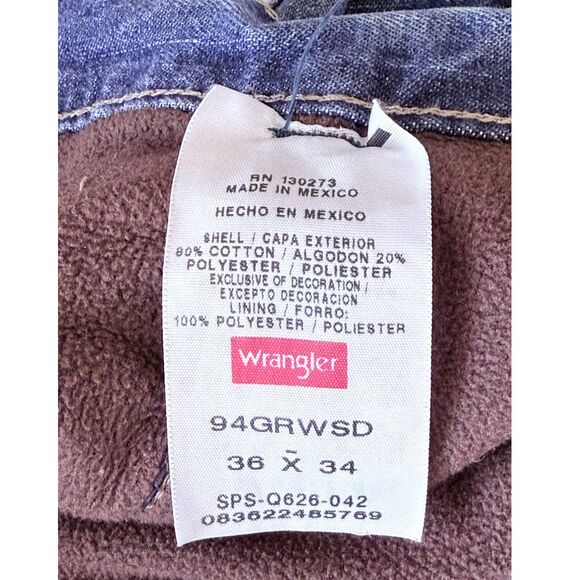 RN 130273
MADE IN MEXICO
HECHO EN MEXICO
SHELL / CAPA EXTERIOR
80% COTTON / ALGODON 20%
POLYESTER / POLIESTER
EXCLUSIVE OF DECORATION /
EXCEPTO DECORACION
LINING / FORRO:
100% POLYESTER / POLIESTER
Wrangler
94GRWSD
36 X 34
SPS-Q626-042
083622485769